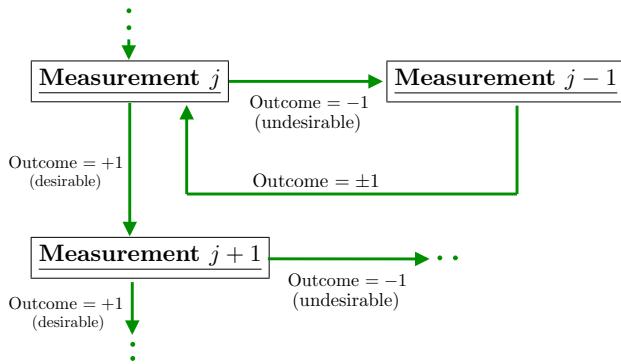 Measurement j
Measurement j − 1
Outcome = −1
(undesirable)
Outcome = +1
(desirable)
Outcome = ±1
Measurement j + 1
Outcome = −1
(undesirable)
Outcome = +1
(desirable)